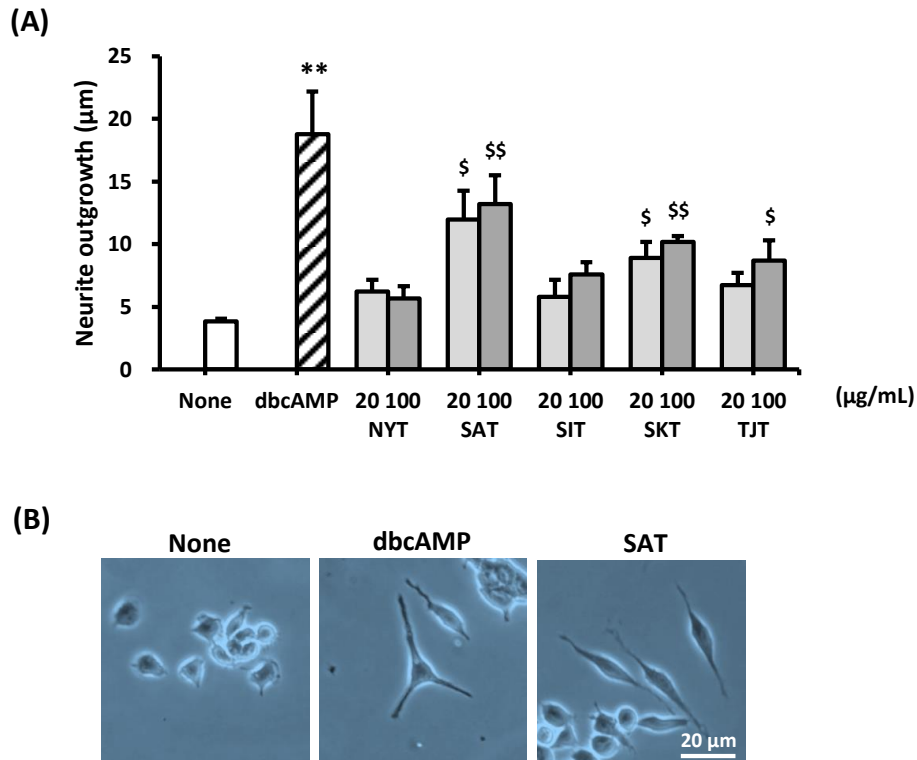 (A)
Neurite outgrowth (μm)
25
20
15
10
5
0
**
$ $$
$ $$
$
None dbcAMP 20 100 20 100 20 100 20 100 20 100 (μg/mL)
NYT SAT SIT SKT TJT
(B)
None dbcAMP SAT
20 μm